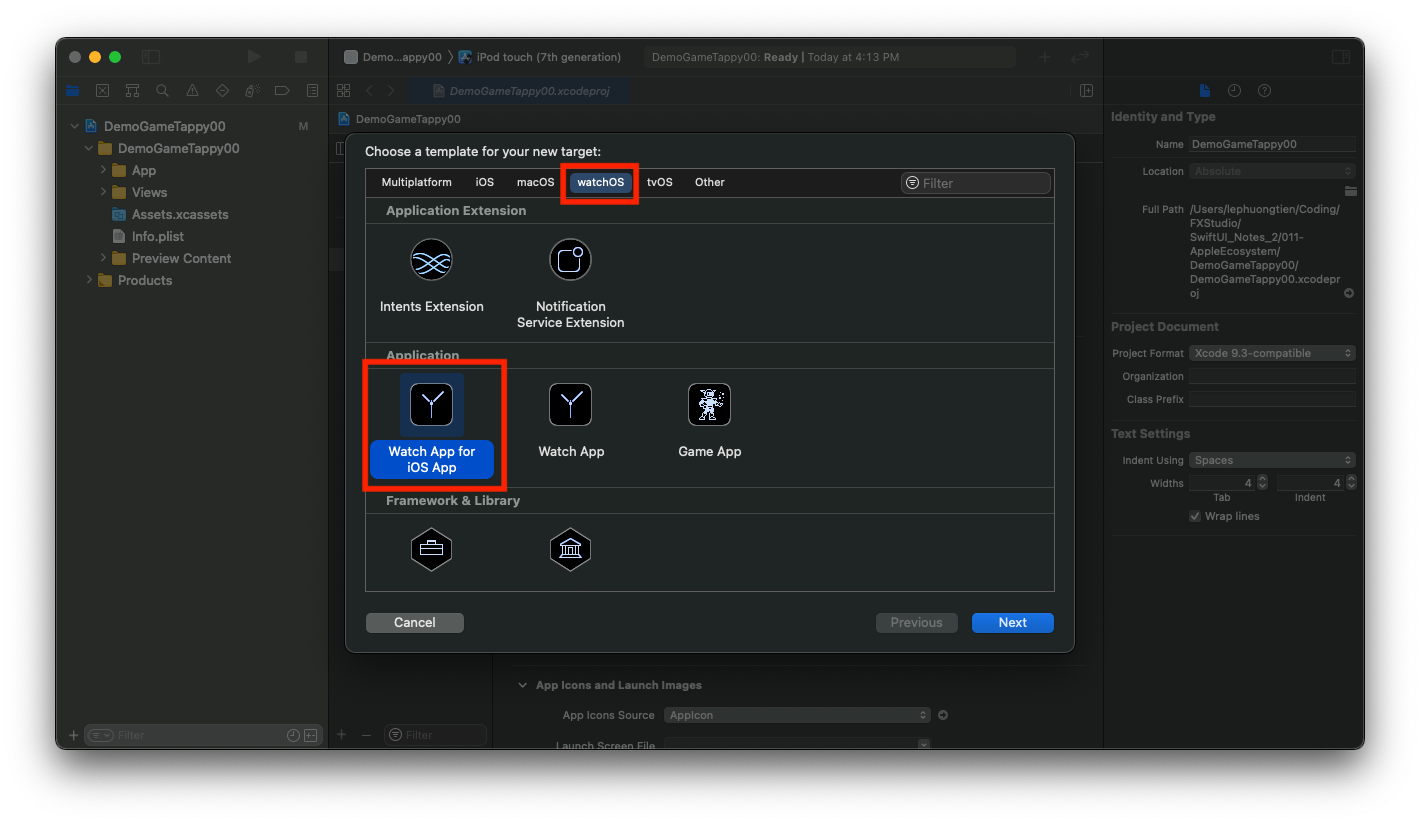 Demo...appy00 〉 iPod touch (7th generation)
DemoGameTappy00: Ready | Today at 4:13 PM
DemoGameTappy00.xcodeproj
DemoGameTappy00
DemoGameTappy00 M
DemoGameTappy00
App
Views
Assets.xcassets
Info.plist
Preview Content
Products
Filter
Choose a template for your new target:
Multiplatform iOS macOS watchOS tvOS Other
Filter
Application Extension
Intents Extension
Notification
Service Extension
Application
Watch App for
iOS App
Watch App
Game App
Framework & Library
Cancel
Previous
Next
App Icons and Launch Images
App Icons Source AppIcon
Launch Screen File
Filter
Identity and Type
Name DemoGameTappy00
Location Absolute
Full Path /Users/lephuongtien/Coding/
FXStudio/
SwiftUI_Notes_2/011-
AppleEcosystem/
DemoGameTappy00/
DemoGameTappy00.xcodepr
oj
Project Document
Project Format Xcode 9.3-compatible
Organization
Class Prefix
Text Settings
Indent Using Spaces
Widths 4 4
Tab Indent
Wrap lines